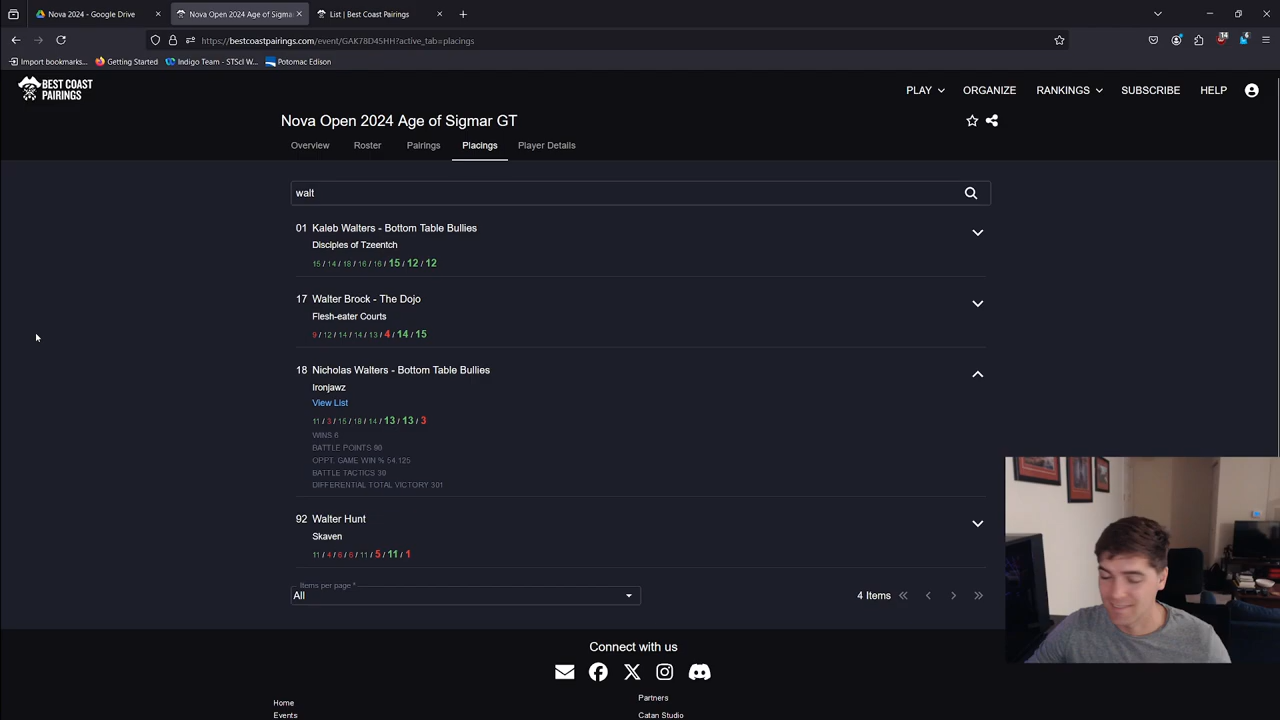 Nova 2024 - Google Drive
Nova Open 2024 Age of Sigmar
List | Best Coast Pairings
https://bestcoastpairings.com/event/GAK78D45HH?active_tab=placings
14
6
Import bookmarks...
Getting Started
Indigo Team - STScI W...
Potomac Edison
BEST COAST
PAIRINGS
PLAY
ORGANIZE
RANKINGS
SUBSCRIBE
HELP
Nova Open 2024 Age of Sigmar GT
Overview
Roster
Pairings
Placings
Player Details
walt
01 Kaleb Walters - Bottom Table Bullies
Disciples of Tzeentch
15 / 14 / 18 / 16 / 16 / 15 / 12 / 12
17 Walter Brock - The Dojo
Flesh-eater Courts
9 / 12 / 14 / 14 / 13 / 4 / 14 / 15
18 Nicholas Walters - Bottom Table Bullies
Ironjawz
View List
11 / 3 / 15 / 18 / 14 / 13 / 13 / 3
WINS 6
BATTLE POINTS 90
OPPT. GAME WIN % 54.125
BATTLE TACTICS 30
DIFFERENTIAL TOTAL VICTORY 301
92 Walter Hunt
Skaven
11 / 4 / 6 / 6 / 11 / 5 / 11 / 1
Items per page *
All
4 Items
Connect with us
Home
Events
Partners
Catan Studio